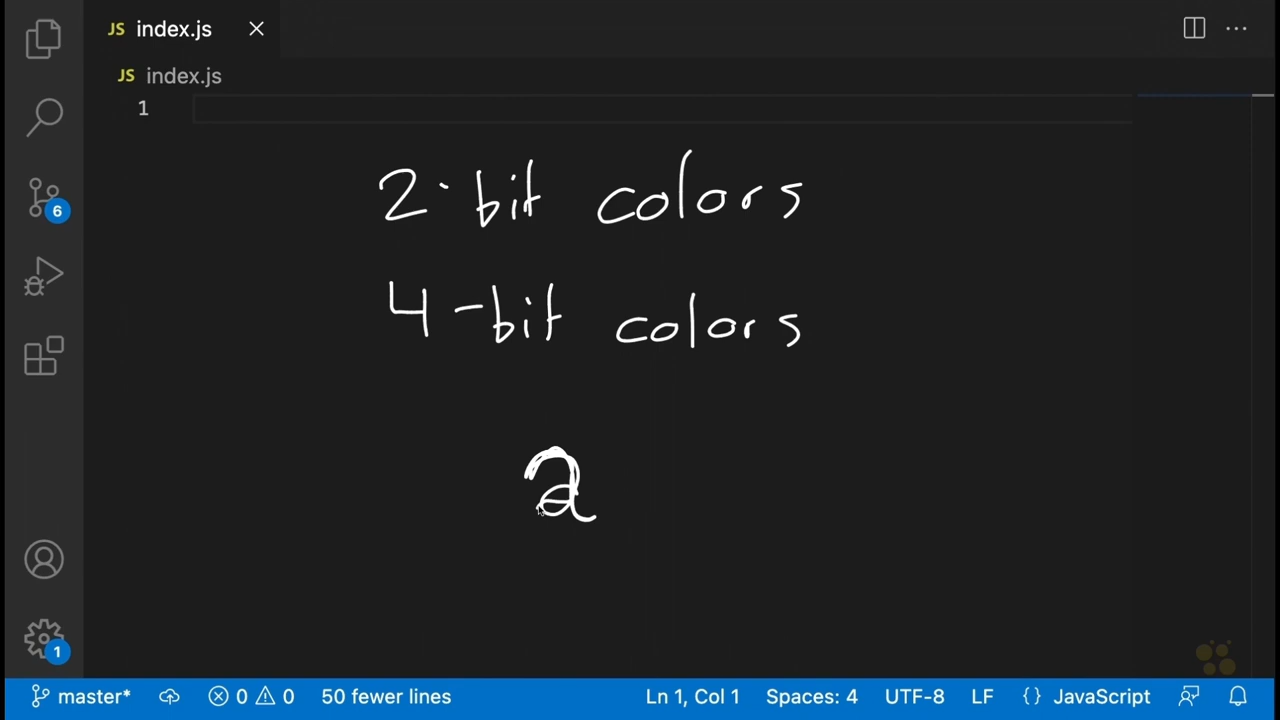 JS index.js
JS index.js
1
2-bit colors
4-bit colors
a
6
1
master* 0 0 50 fewer lines Ln 1, Col 1 Spaces: 4 UTF-8 LF {} JavaScript